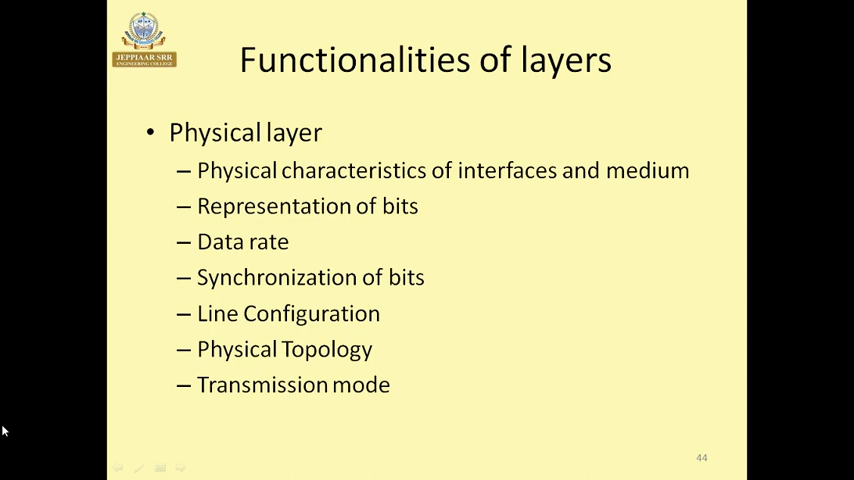 JEPPIAAR SRR
ENGINEERING COLLEGE
Functionalities of layers
• Physical layer
– Physical characteristics of interfaces and medium
– Representation of bits
– Data rate
– Synchronization of bits
– Line Configuration
– Physical Topology
– Transmission mode
44